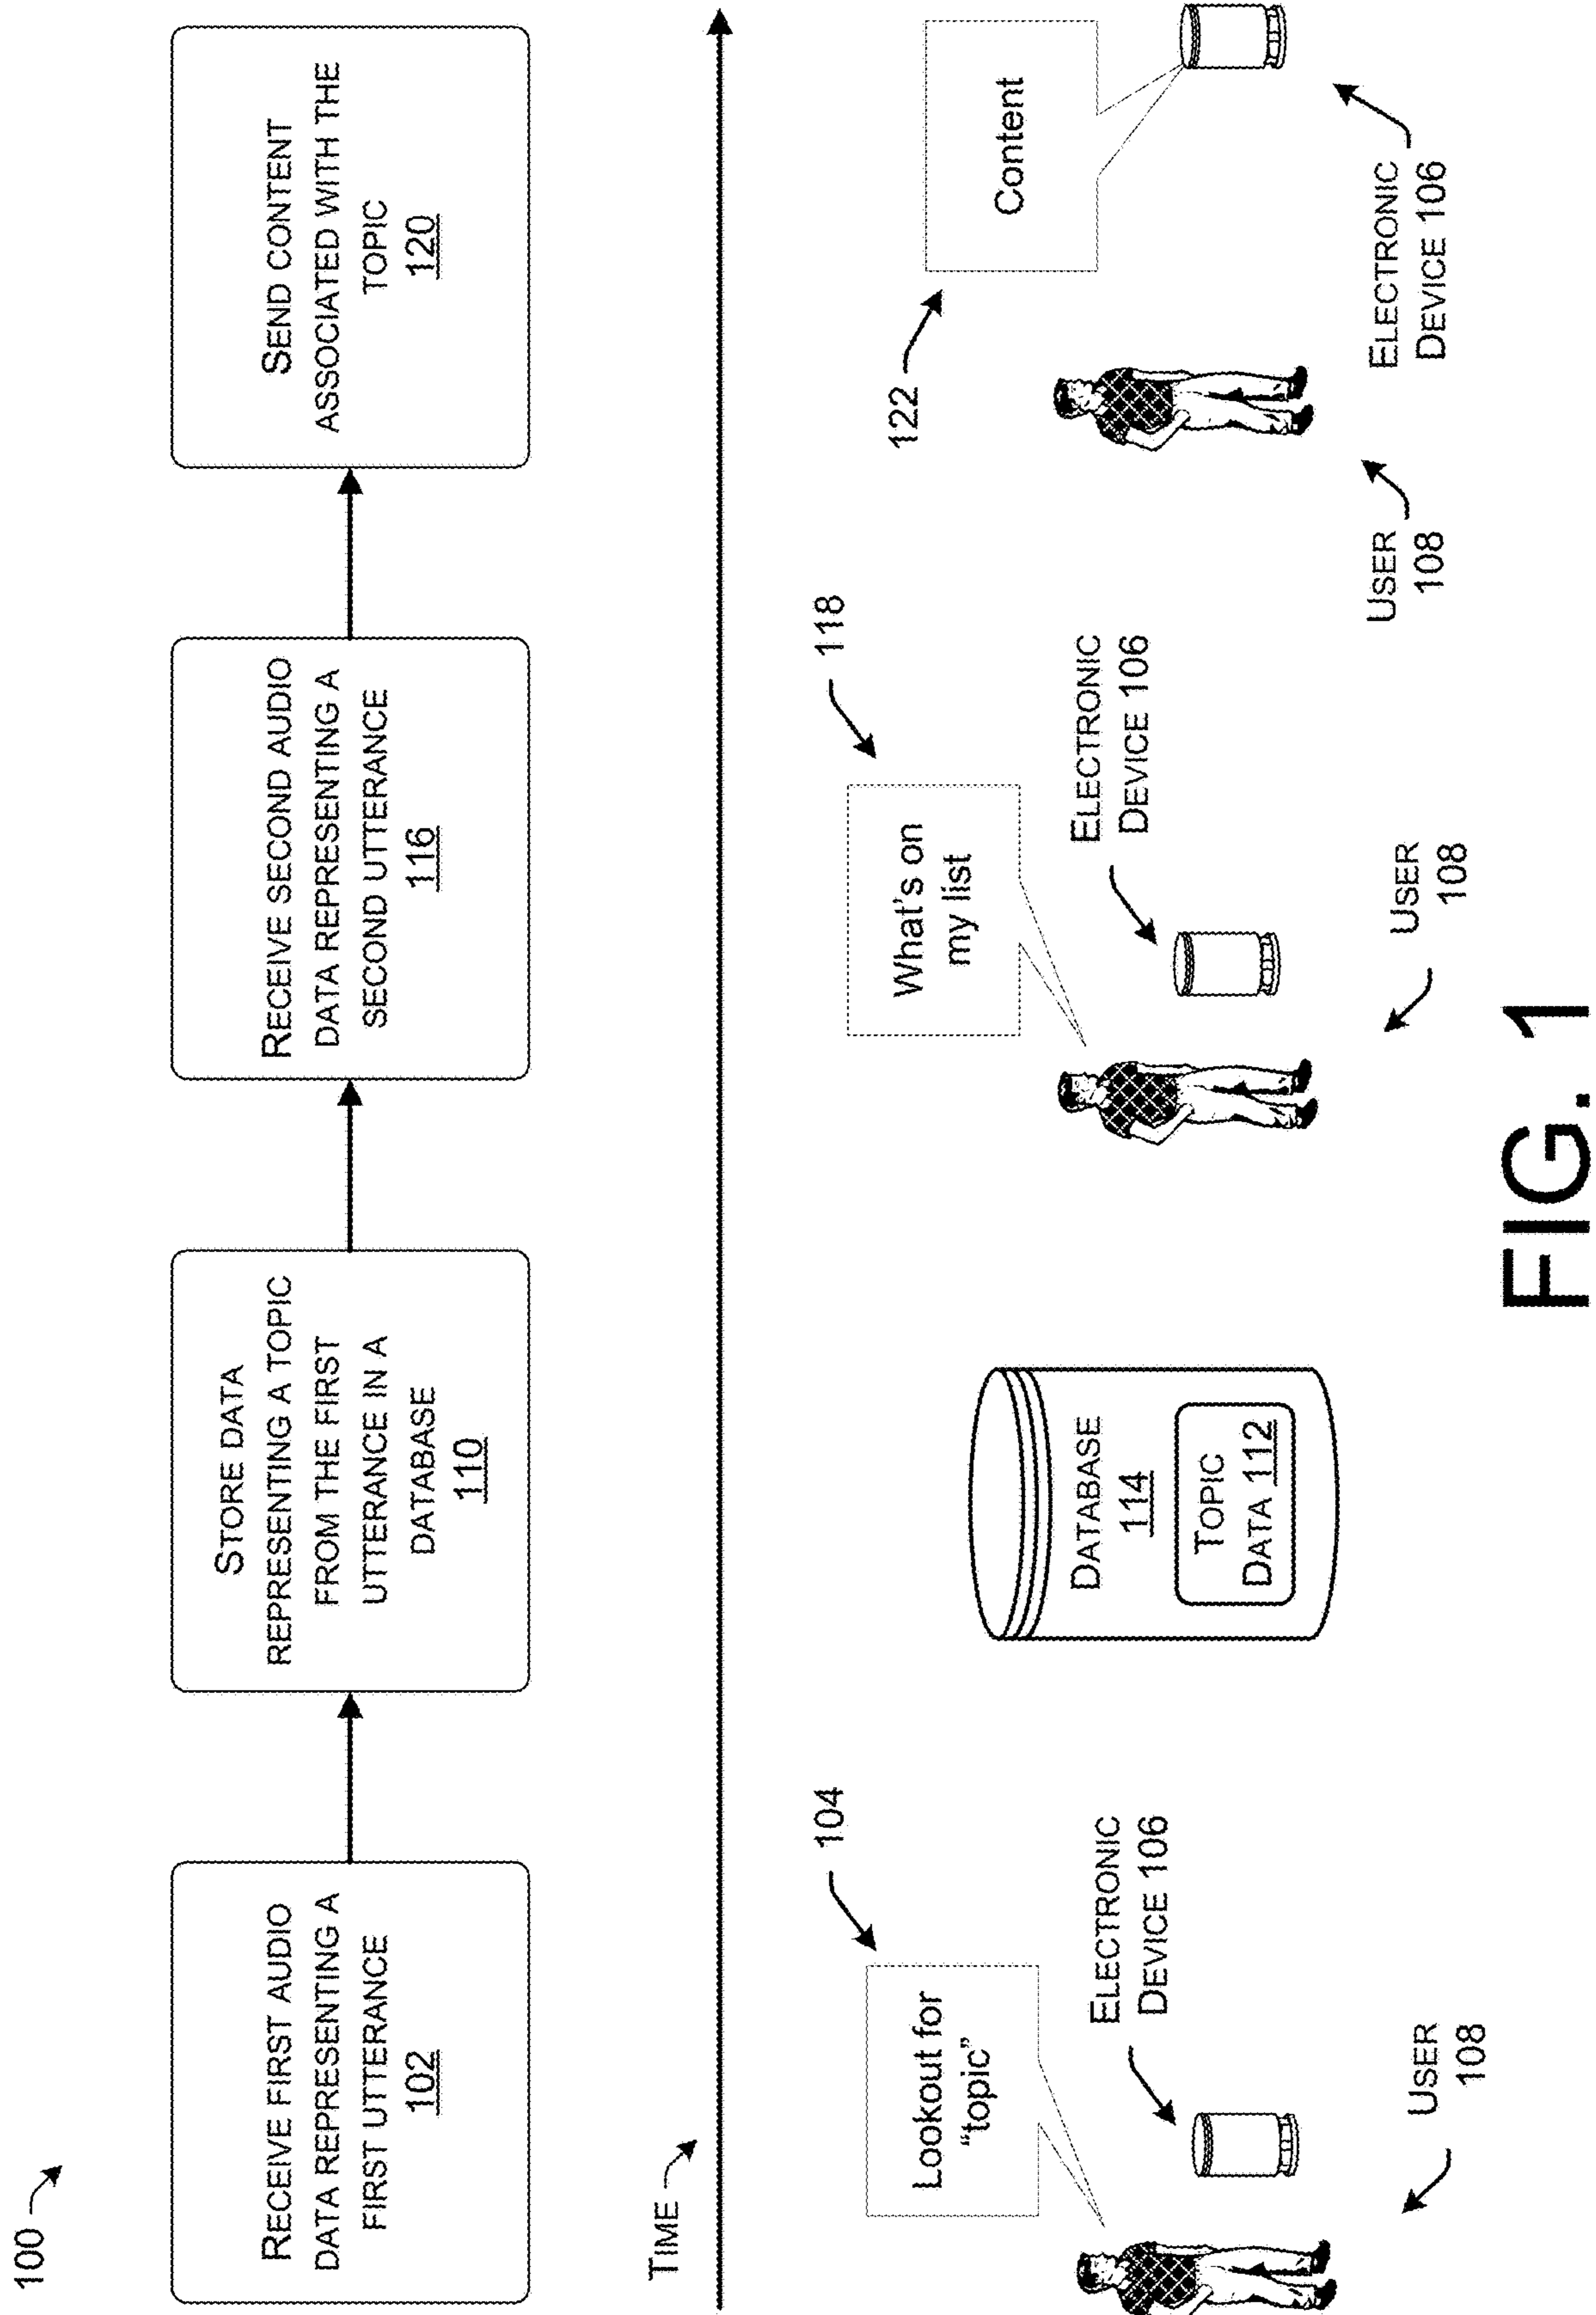 100
RECEIVE FIRST AUDIO
DATA REPRESENTING A
FIRST UTTERANCE
102
STORE DATA
REPRESENTING A TOPIC
FROM THE FIRST
UTTERANCE IN A
DATABASE
110
RECEIVE SECOND AUDIO
DATA REPRESENTING A
SECOND UTTERANCE
116
SEND CONTENT
ASSOCIATED WITH THE
TOPIC
120
TIME
104
Lookout for
“topic”
ELECTRONIC
DEVICE 106
USER
108
DATABASE
114
TOPIC
DATA 112
118
What's on
my list
ELECTRONIC
DEVICE 106
USER
108
122
Content
USER
108
ELECTRONIC
DEVICE 106
FIG. 1